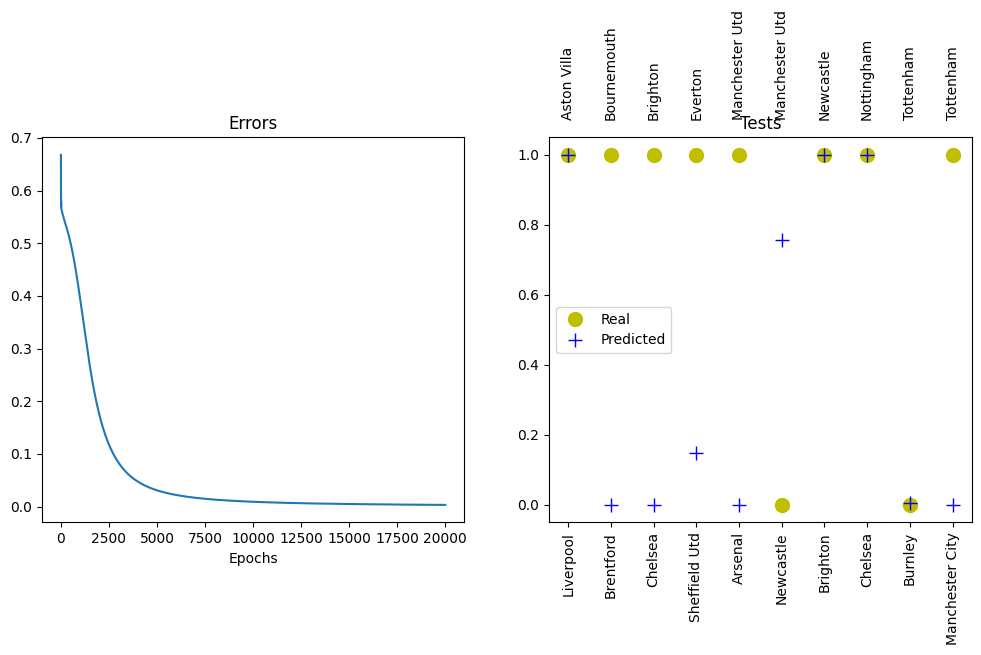 Errors
0.7
0.6
0.5
0.4
0.3
0.2
0.1
0.0
0 2500 5000 7500 10000 12500 15000 17500 20000
Epochs
Aston Villa
Bournemouth
Brighton
Everton
Manchester Utd
Manchester Utd
Newcastle
Nottingham
Tottenham
Tottenham
Tests
1.0
0.8
0.6
0.4
0.2
0.0
Real
Predicted
Liverpool
Brentford
Chelsea
Sheffield Utd
Arsenal
Newcastle
Brighton
Chelsea
Burnley
Manchester City